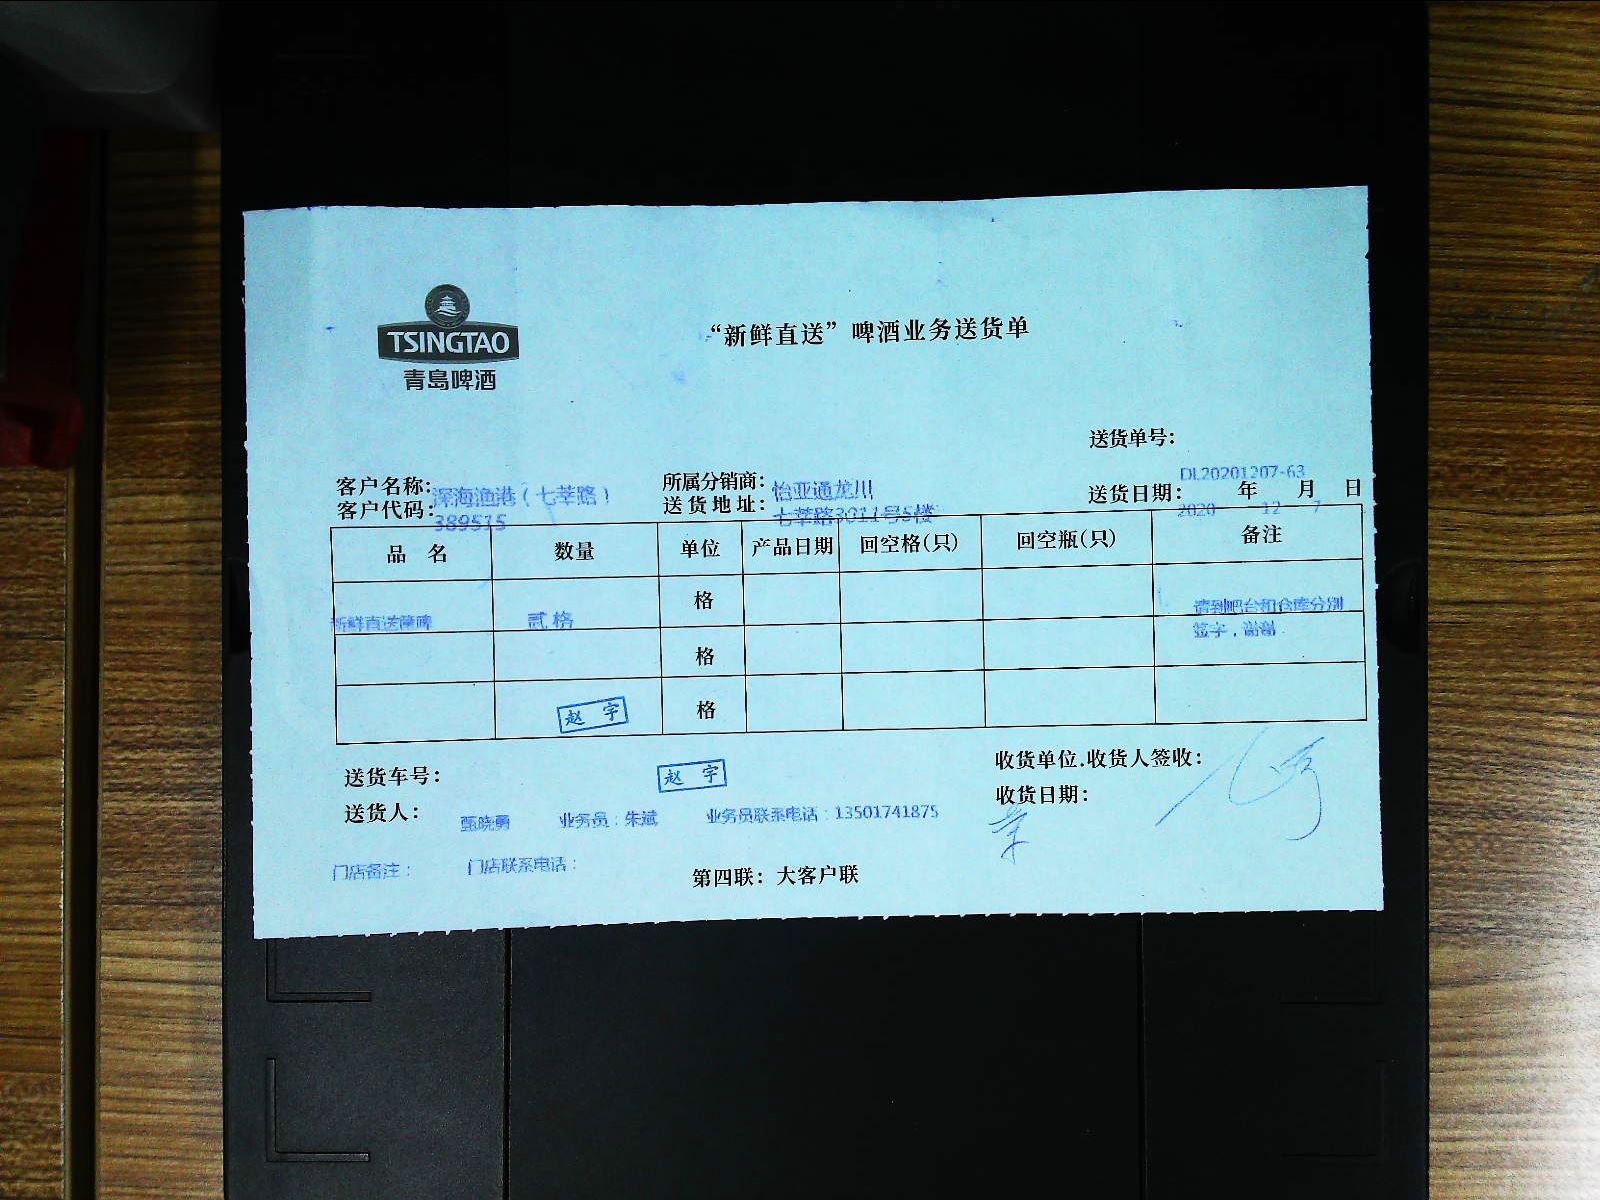 TSINGTAO
青岛啤酒
“新鲜直送”啤酒业务送货单
送货单号：
DL20201207-63
客户名称：深海渔港（七莘路） 所属分销商：怡亚通龙川 送货日期： 年 月 日
客户代码：389515 送货地址：七莘路3011号5楼 2020 12 7
品 名 数量 单位 产品日期 回空格(只) 回空瓶(只) 备注
新鲜直送 贰格 格 请到吧台和仓库分别
格 签字，谢谢.
赵 宇 格
送货车号： 赵 宇 收货单位.收货人签收：
送货人： 甄晓勇 业务员：朱斌 业务员联系电话：13501741875 收货日期：
门店备注： 门店联系电话：
第四联：大客户联